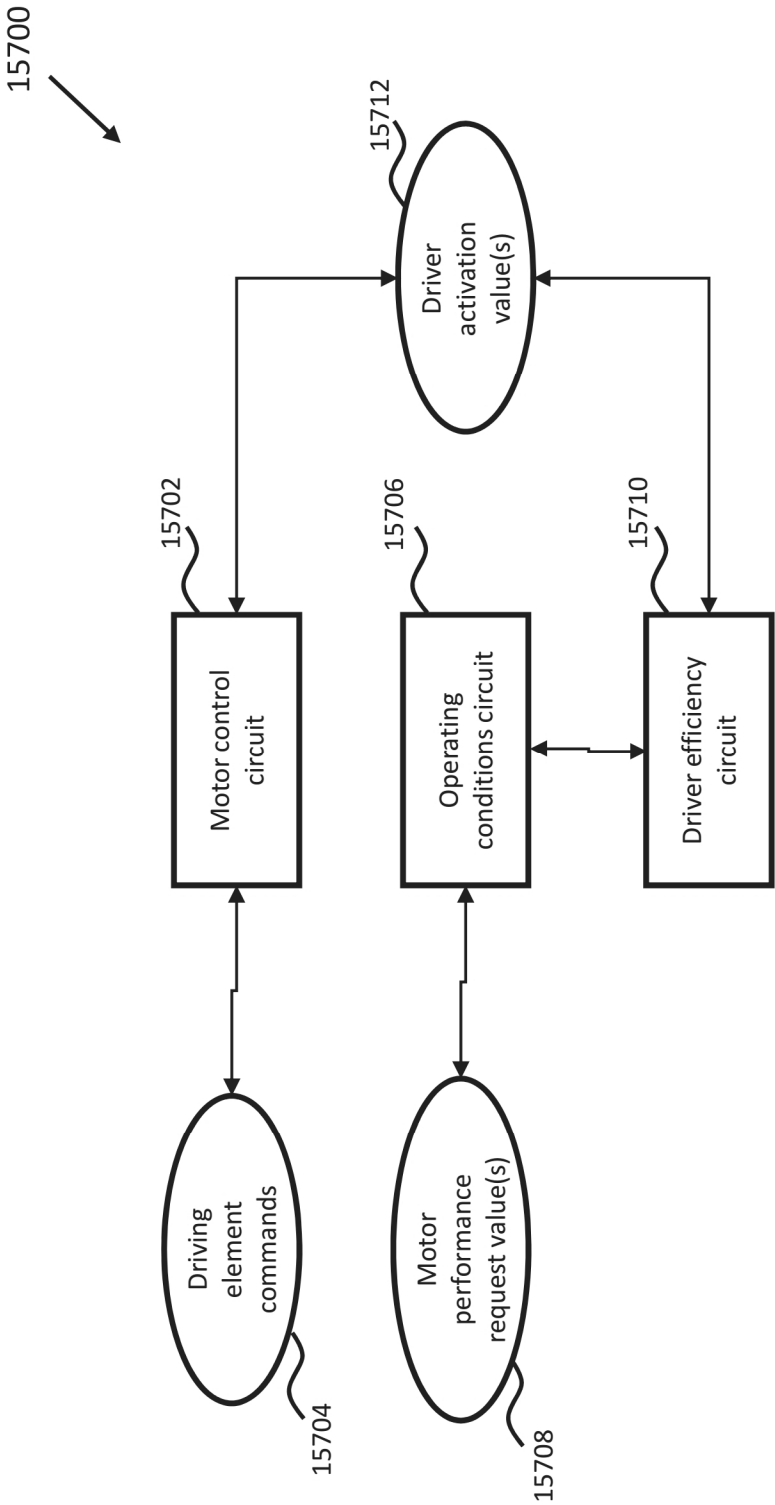 15700
15702
Motor control
circuit
15704
Driving
element
commands
15706
Operating
conditions circuit
15708
Motor
performance
request value(s)
15710
Driver efficiency
circuit
15712
Driver
activation
value(s)